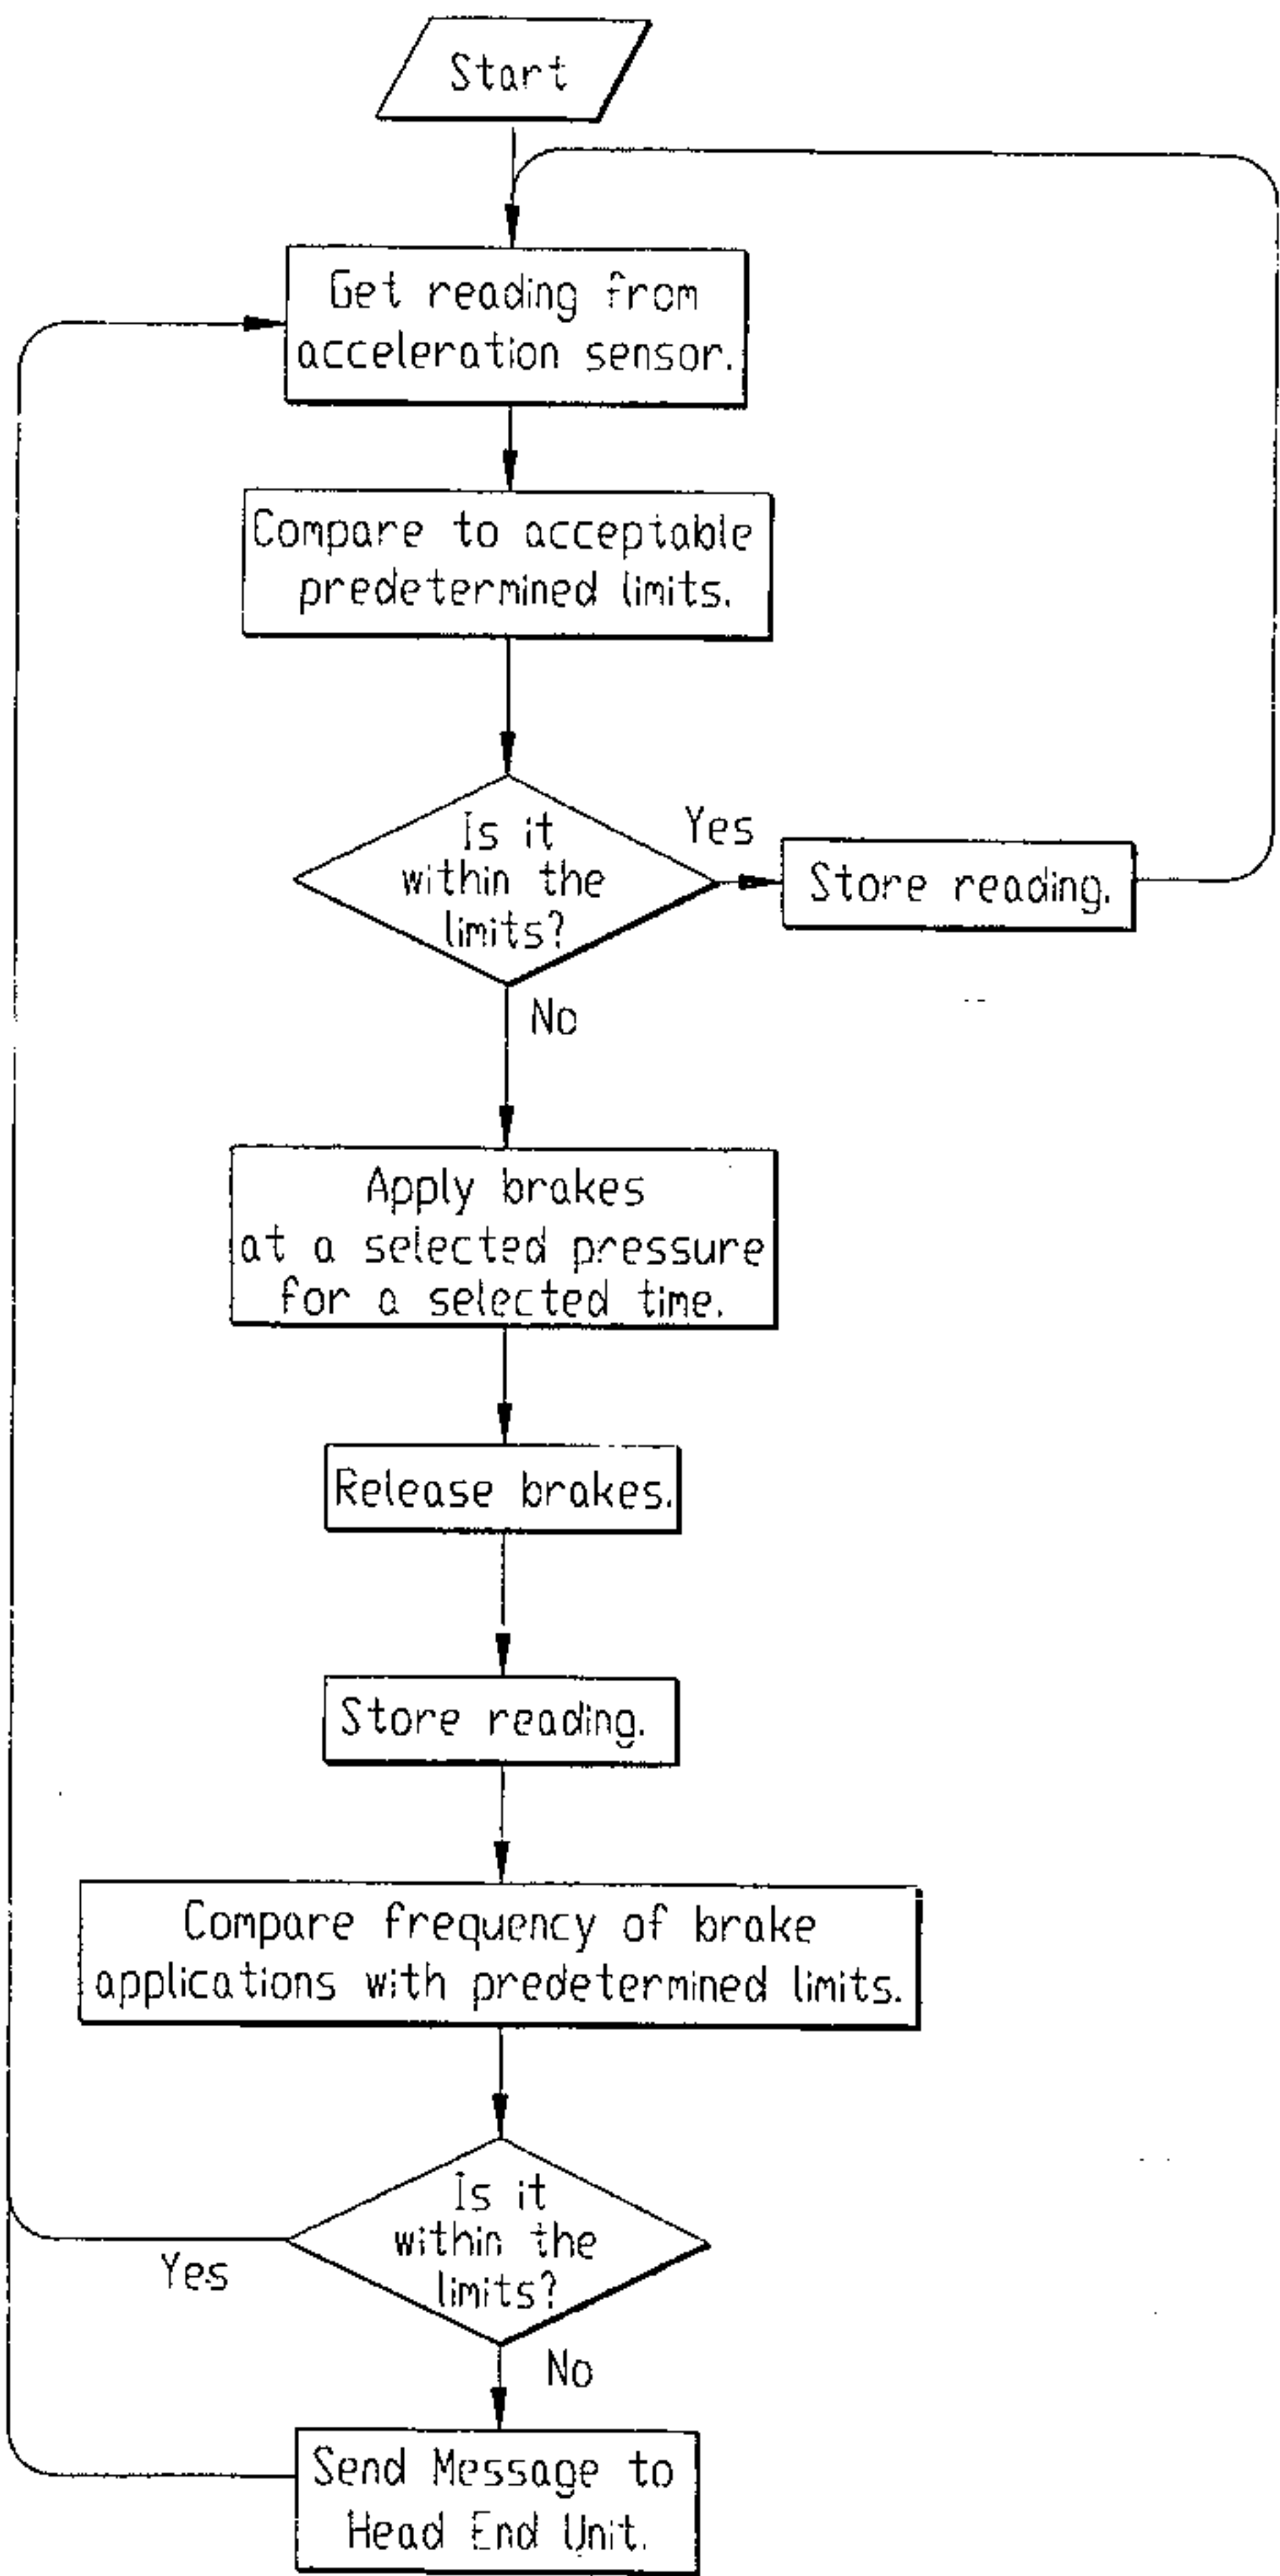 Start
Get reading from
acceleration sensor.
Compare to acceptable
predetermined limits.
Is it
within the
limits?
Yes
Store reading.
No
Apply brakes
at a selected pressure
for a selected time.
Release brakes.
Store reading.
Compare frequency of brake
applications with predetermined limits.
Is it
within the
limits?
Yes
No
Send Message to
Head End Unit.